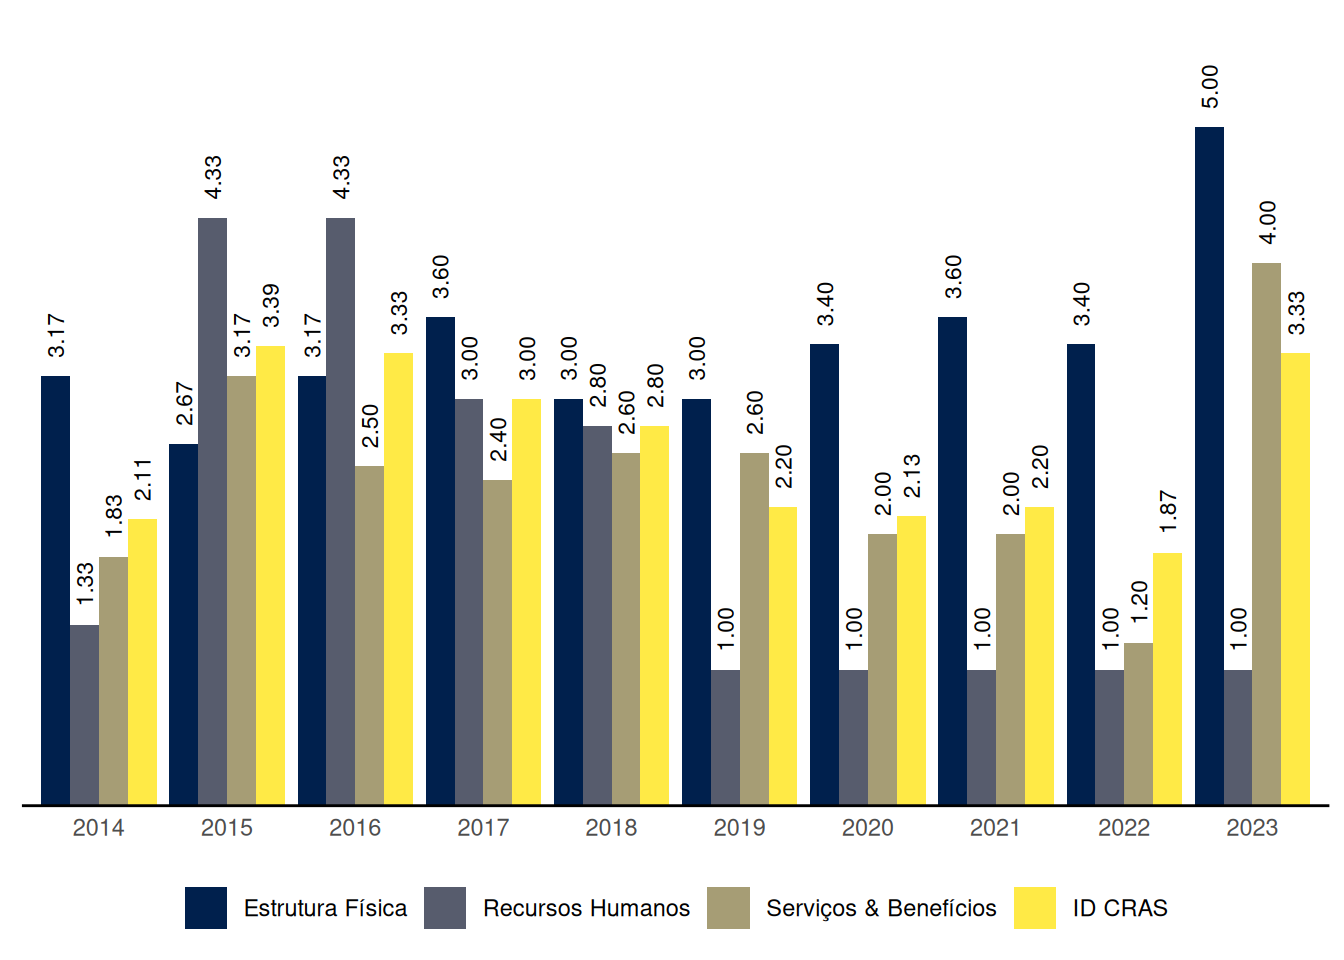 3.17 1.33 1.83 2.11
2.67 4.33 3.17 3.39
3.17 4.33 2.50 3.33
3.60 3.00 2.40 3.00
3.00 2.80 2.60 2.80
3.00 1.00 2.60 2.20
3.40 1.00 2.00 2.13
3.60 1.00 2.00 2.20
3.40 1.00 1.20 1.87
5.00 1.00 4.00 3.33
2014 2015 2016 2017 2018 2019 2020 2021 2022 2023
Estrutura Física Recursos Humanos Serviços & Benefícios ID CRAS